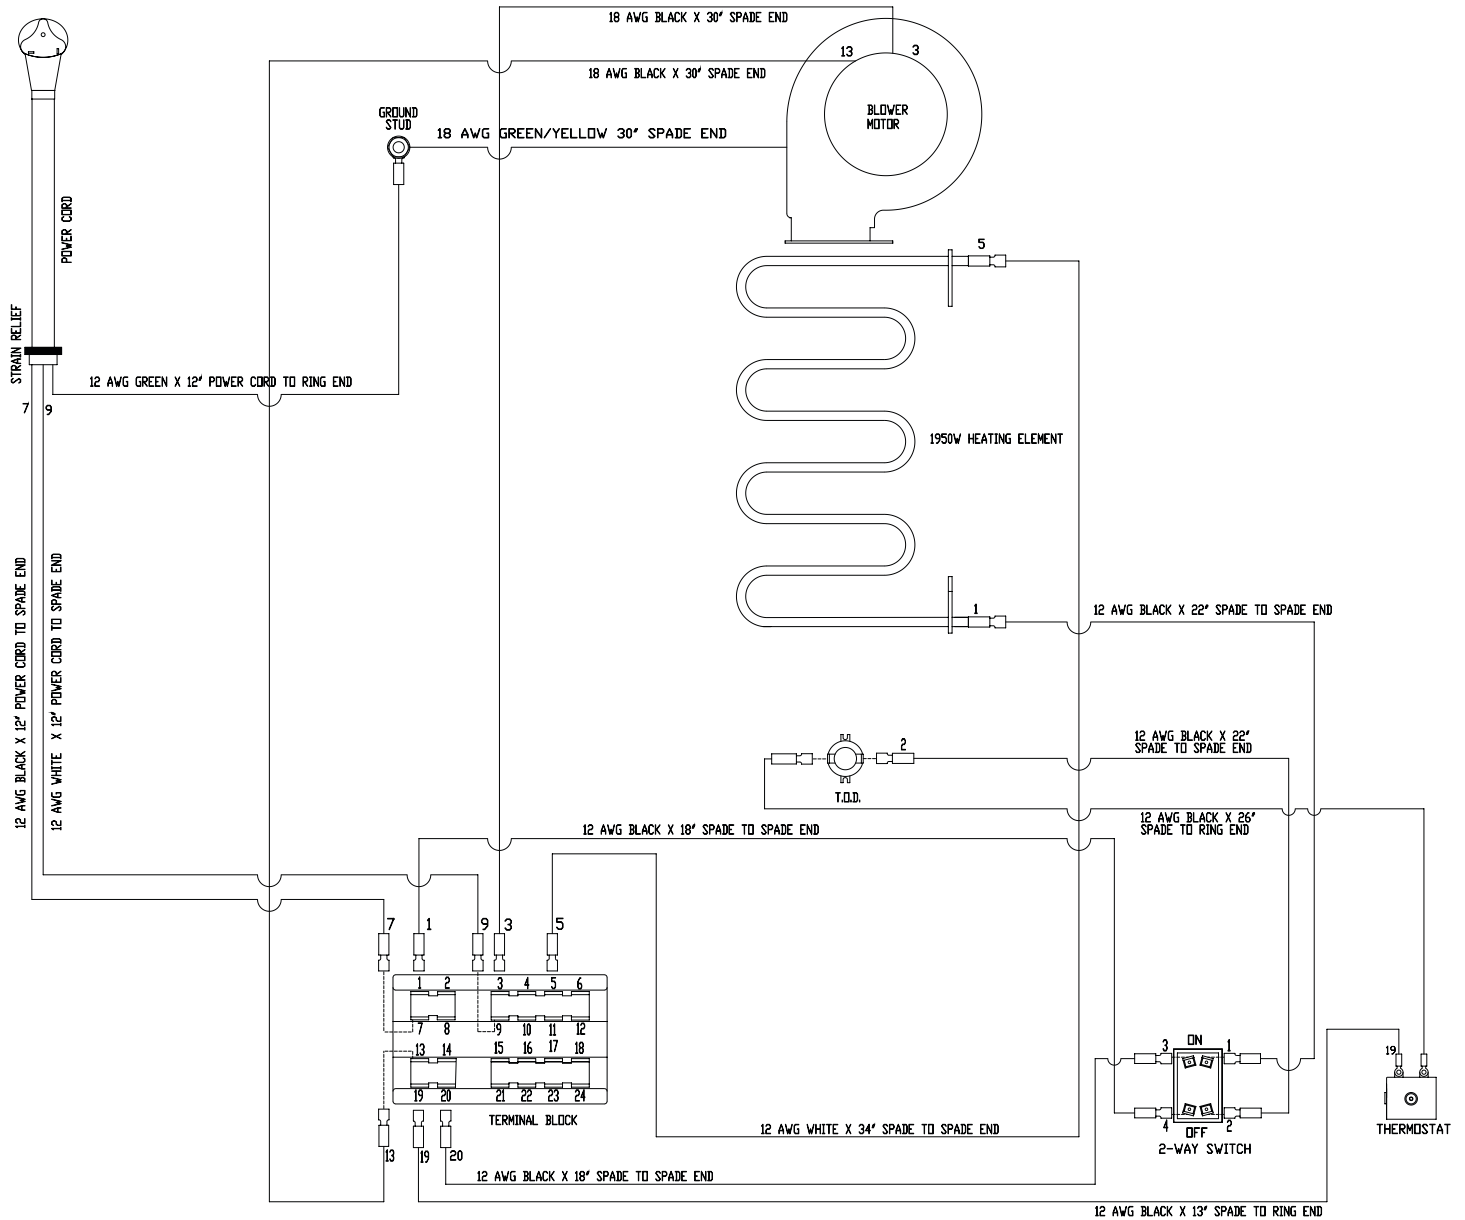 18 AWG BLACK X 30" SPADE END
13
3
18 AWG BLACK X 30" SPADE END
GROUND
STUD
18 AWG GREEN/YELLOW 30" SPADE END
BLOWER
MOTOR
POWER CORD
STRAIN RELIEF
5
12 AWG GREEN X 12" POWER CORD TO RING END
7
9
1950W HEATING ELEMENT
12 AWG BLACK X 12" POWER CORD TO SPADE END
12 AWG WHITE X 12" POWER CORD TO SPADE END
1
12 AWG BLACK X 22" SPADE TO SPADE END
2
12 AWG BLACK X 22"
SPADE TO SPADE END
T.O.D.
12 AWG BLACK X 26"
SPADE TO RING END
12 AWG BLACK X 18" SPADE TO SPADE END
7
1
9
3
5
1 2 3 4 5 6
7 8 9 10 11 12
13 14 15 16 17 18
19 20 21 22 23 24
TERMINAL BLOCK
13
19
20
12 AWG WHITE X 34" SPADE TO SPADE END
12 AWG BLACK X 18" SPADE TO SPADE END
3
ON
1
4
OFF
2
2-WAY SWITCH
19
THERMOSTAT
12 AWG BLACK X 13" SPADE TO RING END